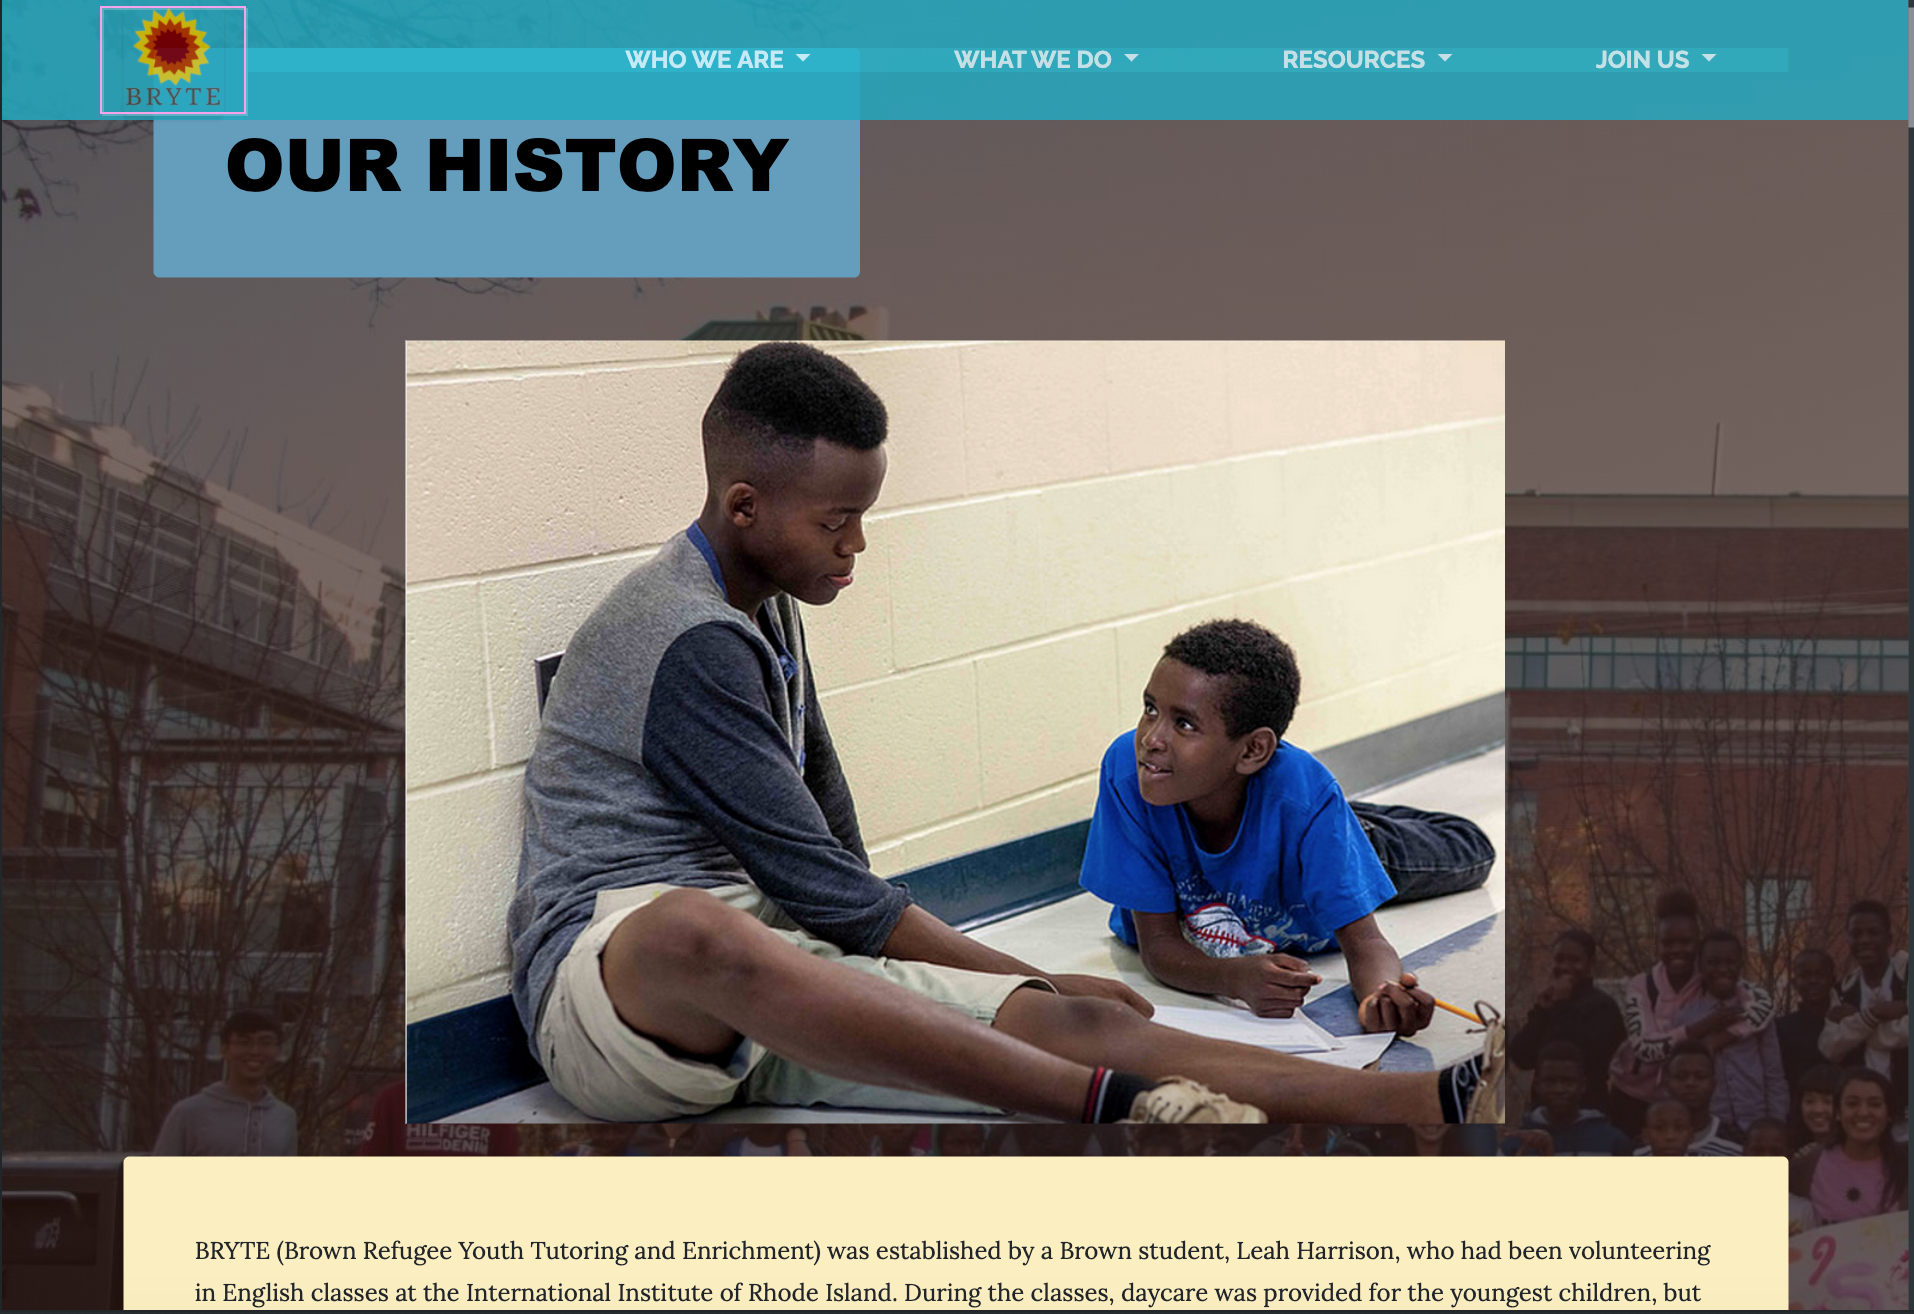 BRYTE
WHO WE ARE
WHAT WE DO
RESOURCES
JOIN US
OUR HISTORY
HILFIGER
DENIM
BRYTE (Brown Refugee Youth Tutoring and Enrichment) was established by a Brown student, Leah Harrison, who had been volunteering
in English classes at the International Institute of Rhode Island. During the classes, daycare was provided for the youngest children, but